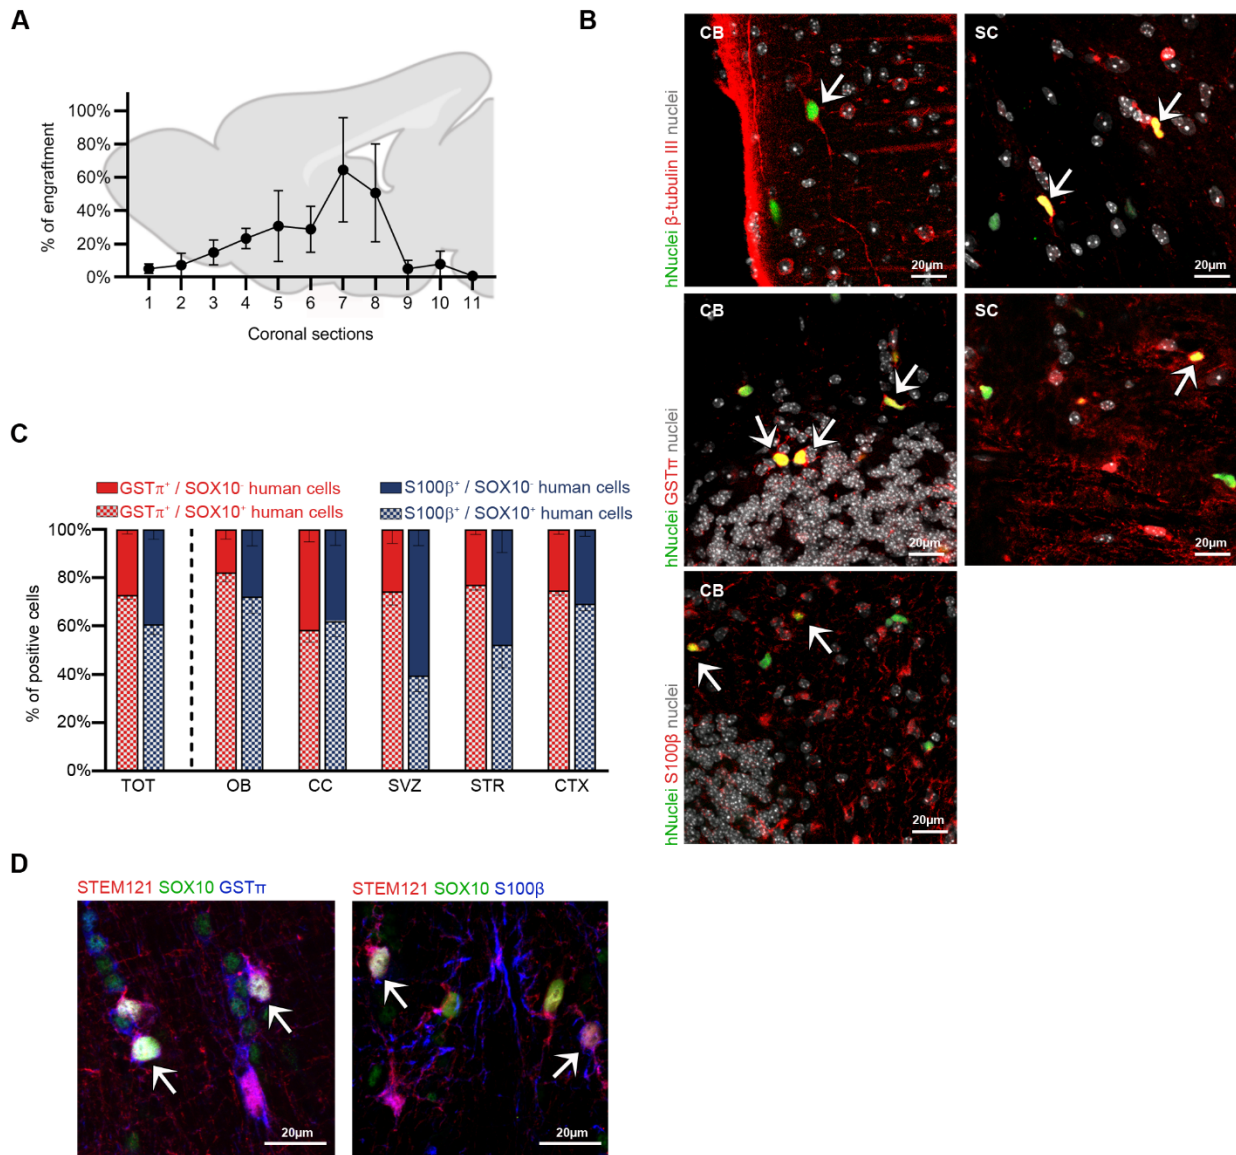 A
100%
80%
60%
40%
20%
0%
% of engraftment
1 2 3 4 5 6 7 8 9 10 11
Coronal sections
B
hNuclei β-tubulin III nuclei
CB
20µm
SC
20µm
hNuclei GSTπ nuclei
CB
20µm
SC
20µm
hNuclei S100β nuclei
CB
20µm
C
GSTπ⁺ / SOX10⁻ human cells
GSTπ⁺ / SOX10⁺ human cells
S100β⁺ / SOX10⁻ human cells
S100β⁺ / SOX10⁺ human cells
100%
80%
60%
40%
20%
0%
% of positive cells
TOT OB CC SVZ STR CTX
D
STEM121 SOX10 GSTπ
20µm
STEM121 SOX10 S100β
20µm